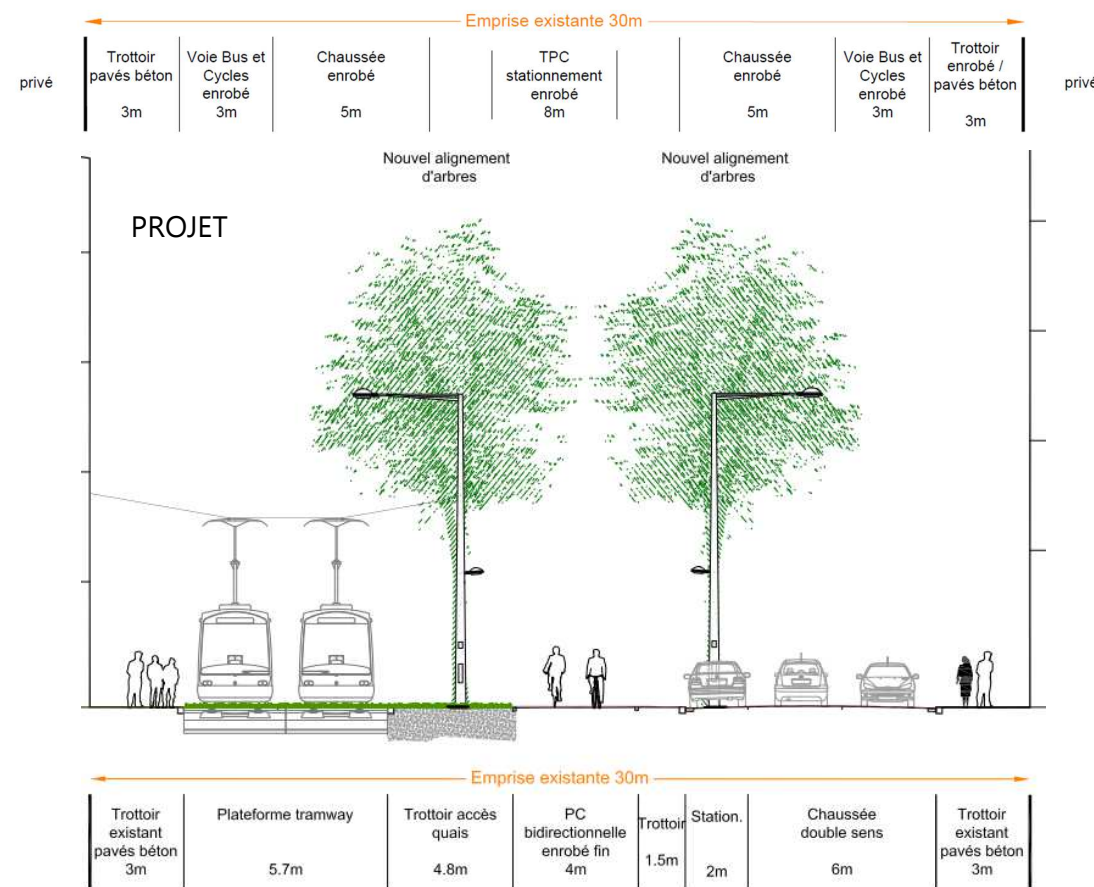 Emprise existante 30m
privé
Trottoir
pavés béton
3m
Voie Bus et
Cycles
enrobé
3m
Chaussée
enrobé
5m
TPC
stationnement
enrobé
8m
Chaussée
enrobé
5m
Voie Bus et
Cycles
enrobé
3m
Trottoir
enrobé /
pavés béton
3m
privé
Nouvel alignement
d'arbres
Nouvel alignement
d'arbres
PROJET
Emprise existante 30m
Trottoir
existant
pavés béton
3m
Plateforme tramway
5.7m
Trottoir accès
quais
4.8m
PC
bidirectionnelle
enrobé fin
4m
Trottoir
1.5m
Station.
2m
Chaussée
double sens
6m
Trottoir
existant
pavés béton
3m